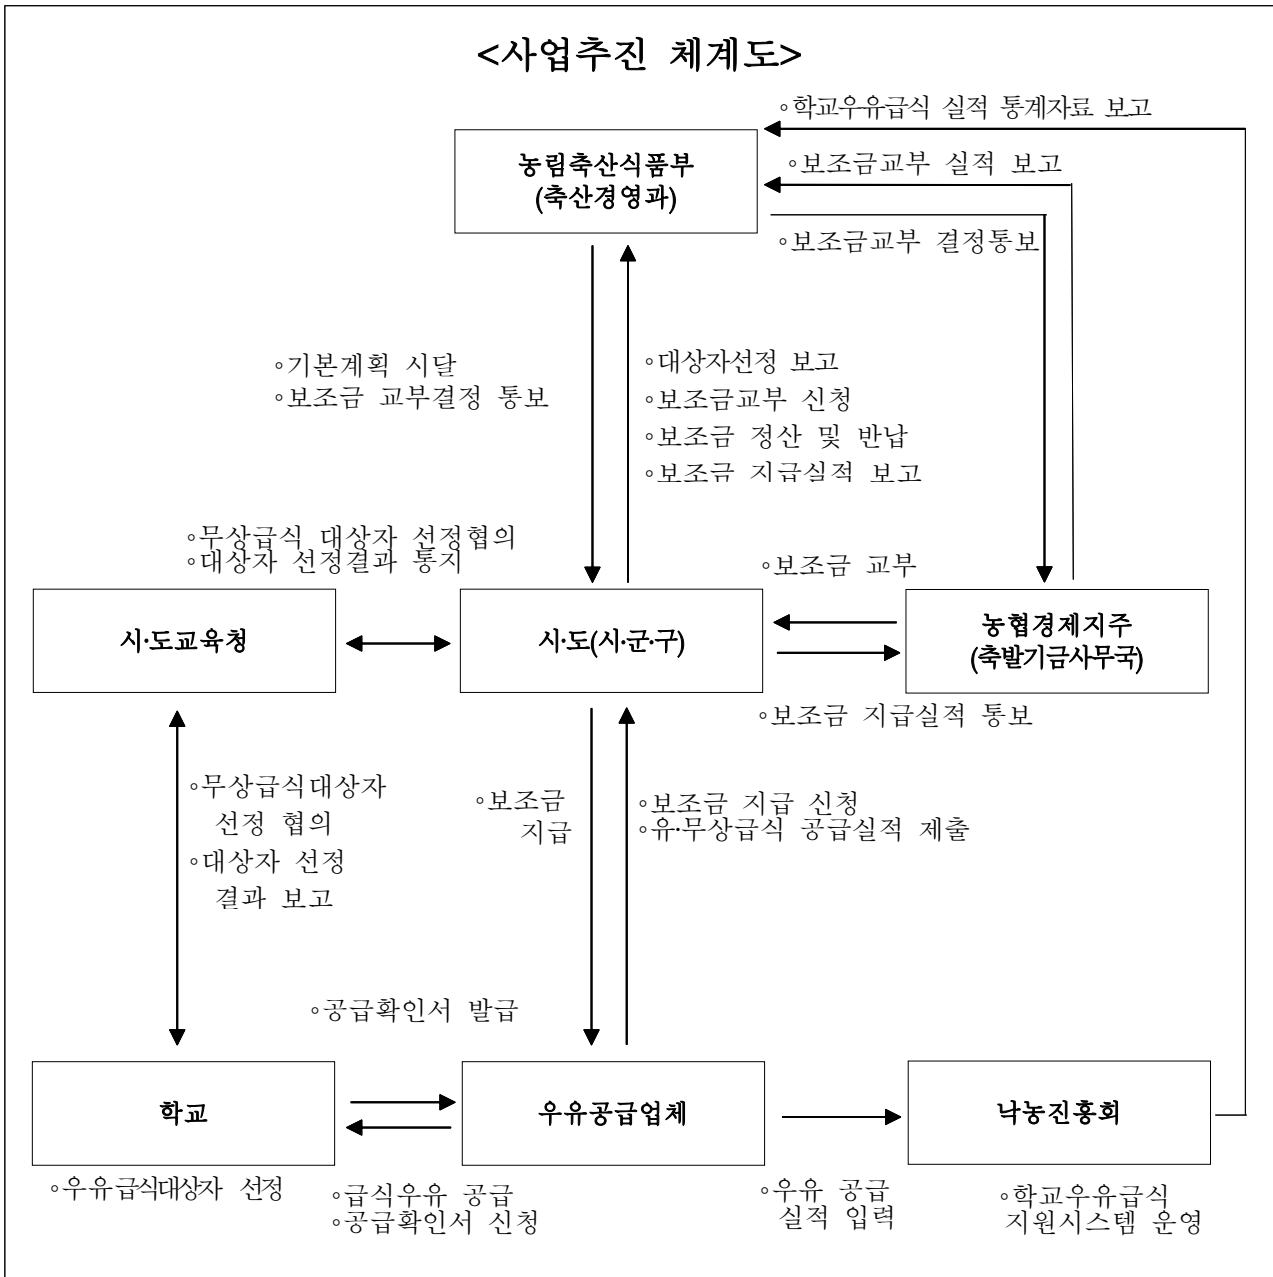 <사업추진 체계도>
◦학교우유급식 실적 통계자료 보고
농림축산식품부
(축산경영과)
◦보조금교부 실적 보고
◦보조금교부 결정통보
◦기본계획 시달
◦보조금 교부결정 통보
◦대상자선정 보고
◦보조금교부 신청
◦보조금 정산 및 반납
◦보조금 지급실적 보고
◦무상급식 대상자 선정협의
◦대상자 선정결과 통지
◦보조금 교부
시·도교육청
시·도(시·군·구)
농협경제지주
(축발기금사무국)
◦보조금 지급실적 통보
◦무상급식대상자
선정 협의
◦대상자 선정
결과 보고
◦보조금
지급
◦보조금 지급 신청
◦유·무상급식 공급실적 제출
◦공급확인서 발급
학교
우유공급업체
낙농진흥회
◦우유급식대상자 선정
◦급식우유 공급
◦공급확인서 신청
◦우유 공급
실적 입력
◦학교우유급식
지원시스템 운영